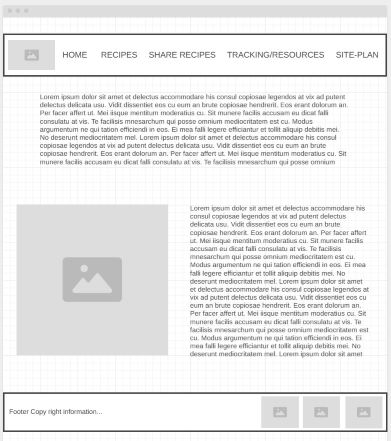 HOME RECIPES SHARE RECIPES TRACKING/RESOURCES SITE-PLAN
Lorem ipsum dolor sit amet et delectus accommodare his consul copiosae legendos at vix ad putent
delectus delicata usu. Vidit dissentiet eos cu eum an brute copiosae hendrerit. Eos erant dolorum an.
Per facer affert ut. Mei iisque mentitum moderatius cu. Sit munere facilis accusam eu dicat falli
consulatu at vis. Te facilisis mnesarchum qui posse omnium mediocritatem est cu. Modus
argumentum ne qui tation efficiendi in eos. Ei mea falli legere efficiantur et tollit aliquip debitis mei.
No deserunt mediocritatem. Lorem ipsum dolor sit amet et delectus accommodare his consul
copiosae legendos at vix ad putent delectus delicata usu. Vidit dissentiet eos cu eum an brute
copiosae hendrerit. Eos erant dolorum an. Per facer affert ut. Mei iisque mentitum moderatius cu. Sit
munere facilis accusam eu dicat falli consulatu at vis. Te facilisis mnesarchum qui posse omnium
Lorem ipsum dolor sit amet et delectus accommodare his
consul copiosae legendos at vix ad putent delectus
delicata usu. Vidit dissentiet eos cu eum an brute
copiosae hendrerit. Eos erant dolorum an. Per facer affert
ut. Mei iisque mentitum moderatius cu. Sit munere facilis
accusam eu dicat falli consulatu at vis. Te facilisis
mnesarchum qui posse omnium mediocritatem est cu.
Modus argumentum ne qui tation efficiendi in eos. Ei mea
falli legere efficiantur et tollit aliquip debitis mei. No
deserunt mediocritatem. Lorem ipsum dolor sit amet
et delectus accommodare his consul copiosae legendos at
vix ad putent delectus delicata usu. Vidit dissentiet eos cu
eum an brute copiosae hendrerit. Eos erant dolorum an.
Per facer affert ut. Mei iisque mentitum moderatius cu. Sit
munere facilis accusam eu dicat falli consulatu at vis. Te
facilisis mnesarchum qui posse omnium mediocritatem est
cu. Modus argumentum ne qui tation efficiendi in eos. Ei
mea falli legere efficiantur et tollit aliquip debitis mei. No
deserunt mediocritatem. Lorem ipsum dolor sit amet
Footer Copy right information...